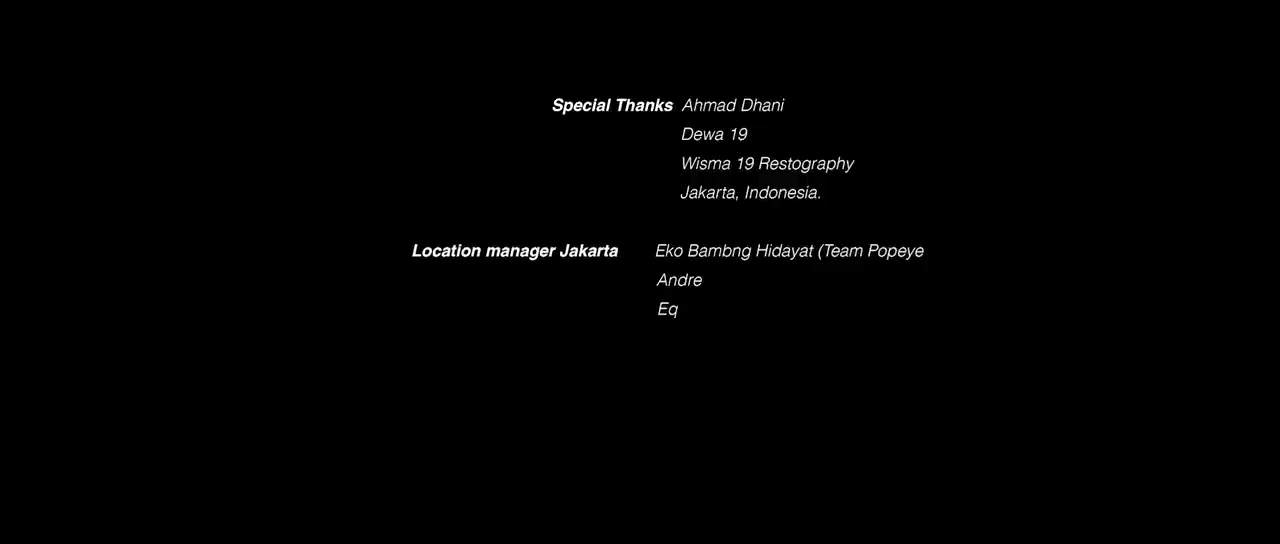 Special Thanks Ahmad Dhani
Dewa 19
Wisma 19 Restography
Jakarta, Indonesia.
Location manager Jakarta Eko Bambng Hidayat (Team Popeye
Andre
Eq